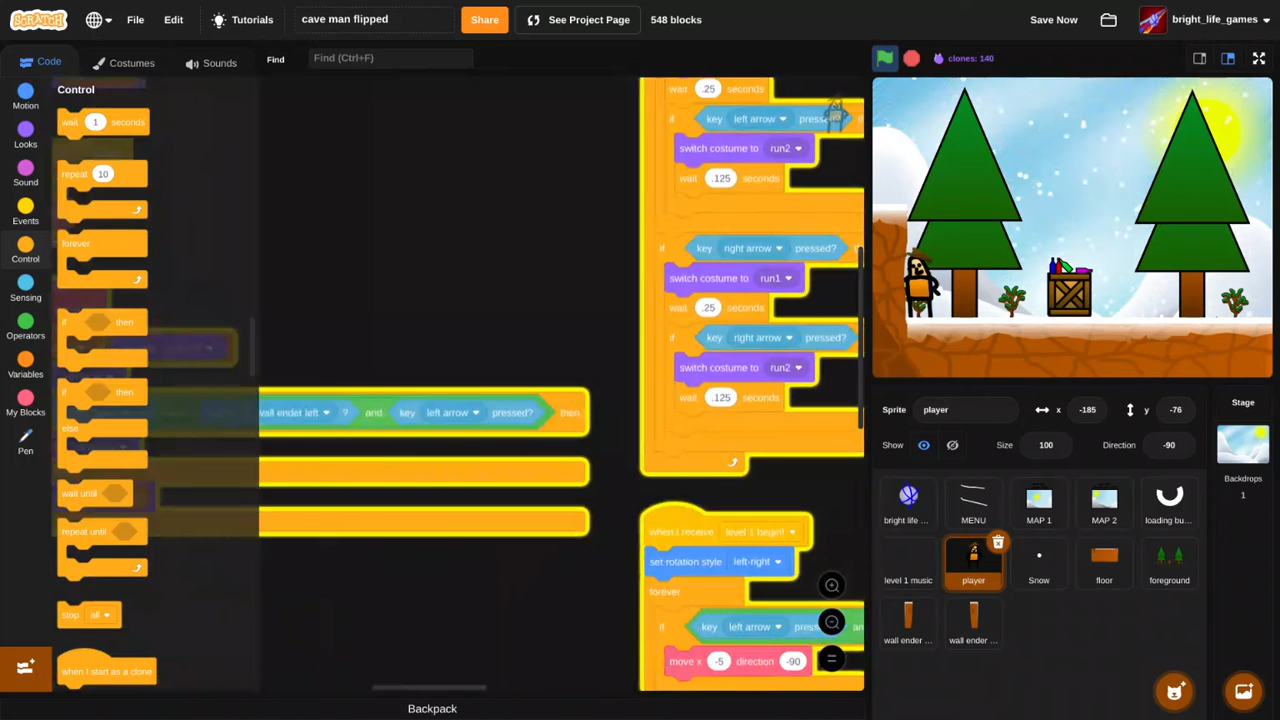 SCRATCH
File
Edit
Tutorials
cave man flipped
Share
See Project Page
548 blocks
Save Now
bright_life_games
Code
Costumes
Sounds
Find
Find (Ctrl+F)
clones: 140
Motion
Looks
Sound
Events
Control
Sensing
Operators
Variables
My Blocks
Pen
Control
wait 1 seconds
repeat 10
forever
if then
if then
else
wait until
repeat until
stop all
when I start as a clone
wall ender left ? and key left arrow pressed? then
wait .25 seconds
if key left arrow pressed?
switch costume to run2
wait .125 seconds
if key right arrow pressed?
switch costume to run1
wait .25 seconds
if key right arrow pressed?
switch costume to run2
wait .125 seconds
when I receive level 1 begin!
set rotation style left-right
forever
if key left arrow
move x -5 direction -90
Backpack
Sprite player x -185 y -76
Show Size 100 Direction -90
Stage
Backdrops
1
bright life ...
MENU
MAP 1
MAP 2
loading bu...
level 1 music
player
Snow
floor
foreground
wall ender ...
wall ender ...